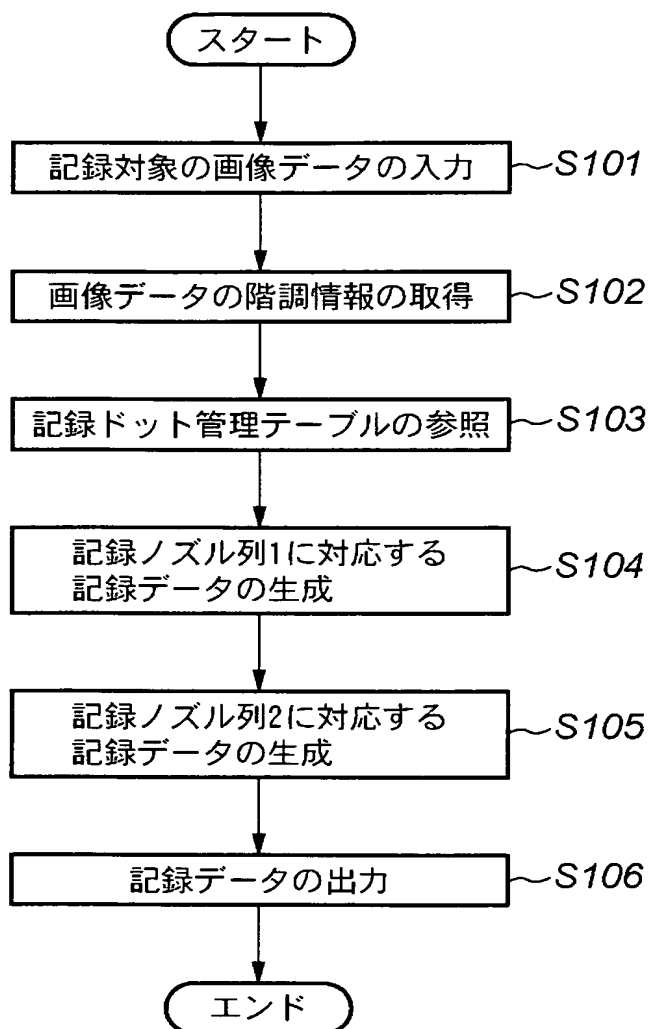 スタート
記録対象の画像データの入力
S101
画像データの階調情報の取得
S102
記録ドット管理テーブルの参照
S103
記録ノズル列1に対応する
記録データの生成
S104
記録ノズル列2に対応する
記録データの生成
S105
記録データの出力
S106
エンド